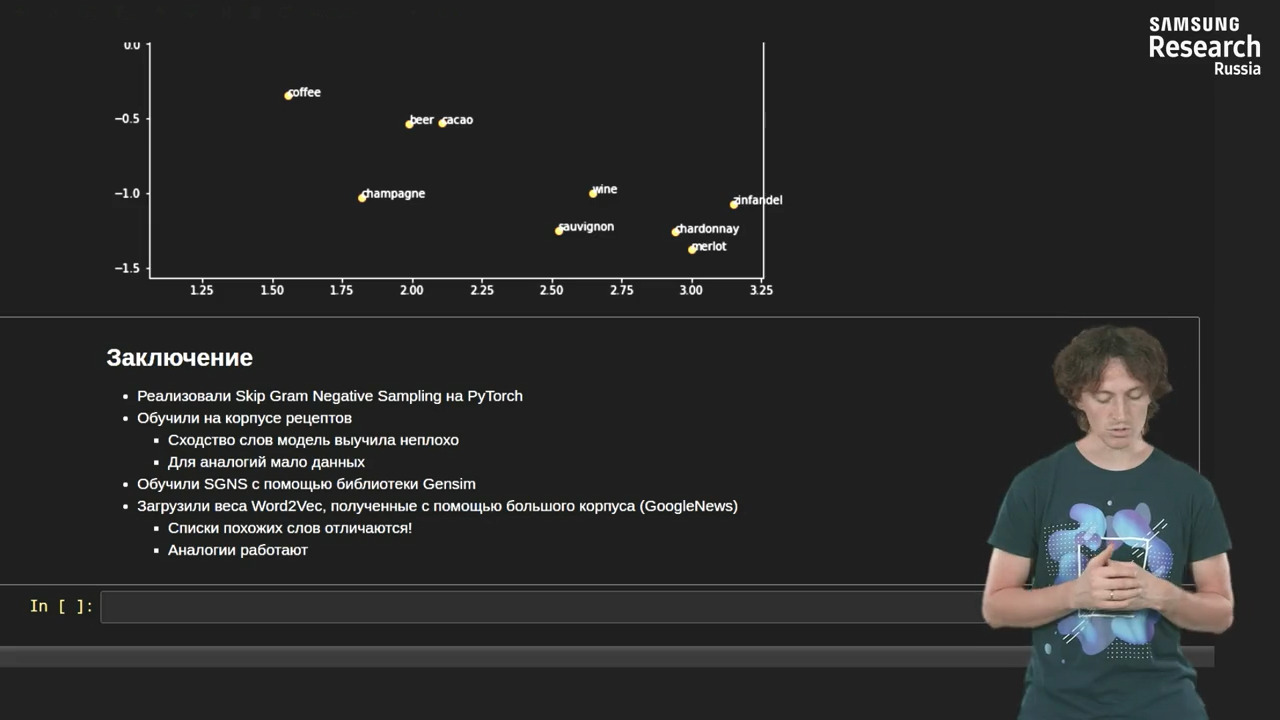 SAMSUNG
Research
Russia
0.0
coffee
−0.5
beer
cacao
−1.0
champagne
wine
zinfandel
sauvignon
chardonnay
merlot
−1.5
1.25 1.50 1.75 2.00 2.25 2.50 2.75 3.00 3.25
Заключение
• Реализовали Skip Gram Negative Sampling на PyTorch
• Обучили на корпусе рецептов
▪ Сходство слов модель выучила неплохо
▪ Для аналогий мало данных
• Обучили SGNS с помощью библиотеки Gensim
• Загрузили веса Word2Vec, полученные с помощью большого корпуса (GoogleNews)
▪ Списки похожих слов отличаются!
▪ Аналогии работают
In [ ]: